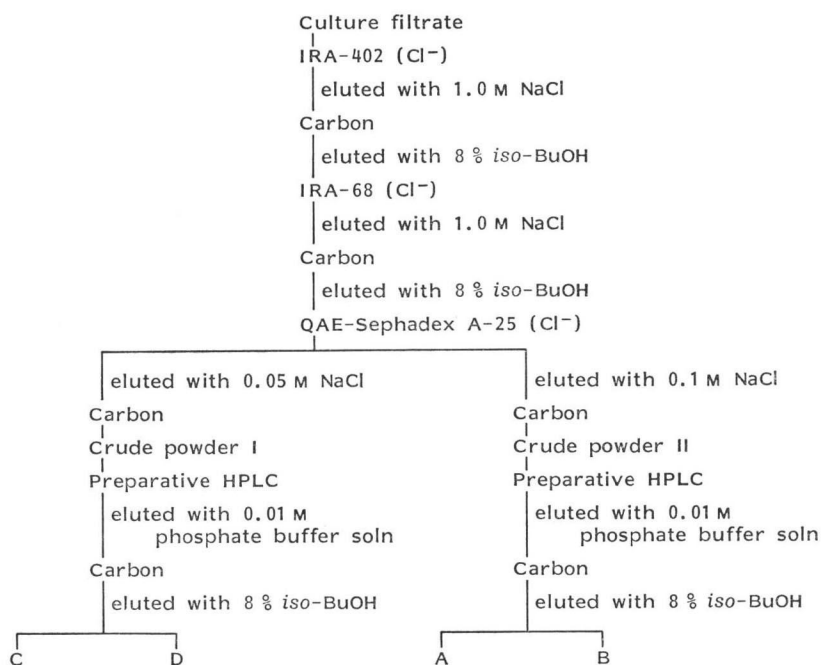 Culture filtrate
IRA-402 (Cl⁻)
eluted with 1.0 M NaCl
Carbon
eluted with 8 % iso-BuOH
IRA-68 (Cl⁻)
eluted with 1.0 M NaCl
Carbon
eluted with 8 % iso-BuOH
QAE-Sephadex A-25 (Cl⁻)
eluted with 0.05 M NaCl
Carbon
Crude powder I
Preparative HPLC
eluted with 0.01 M
phosphate buffer soln
Carbon
eluted with 8 % iso-BuOH
C
D
eluted with 0.1 M NaCl
Carbon
Crude powder II
Preparative HPLC
eluted with 0.01 M
phosphate buffer soln
Carbon
eluted with 8 % iso-BuOH
A
B